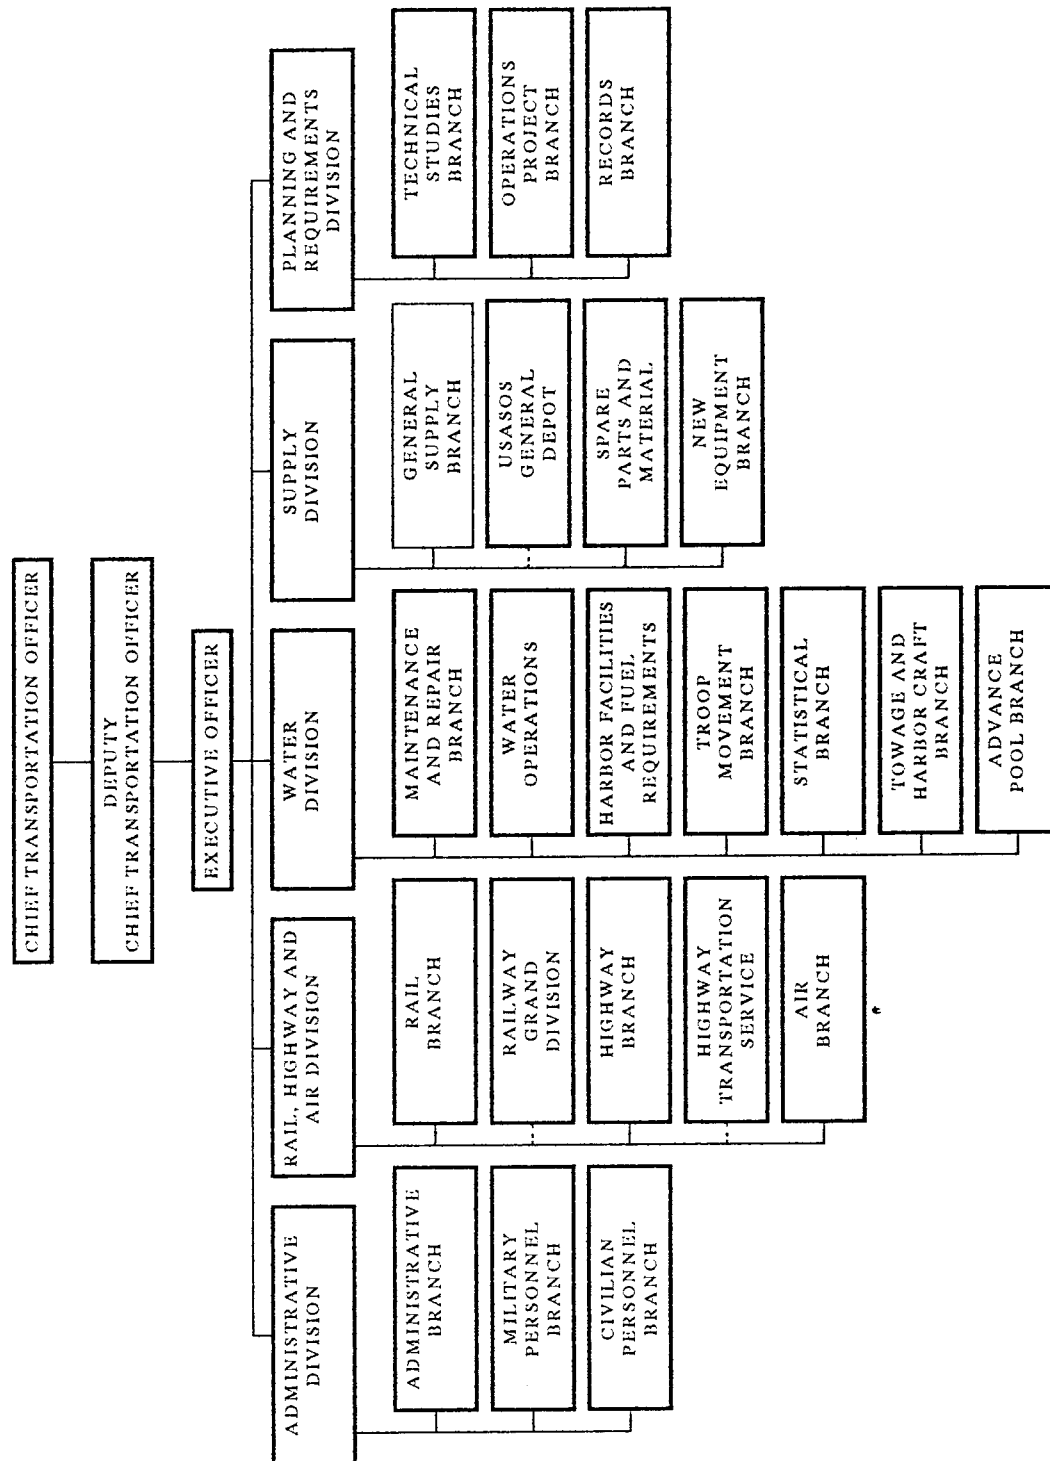 CHIEF TRANSPORTATION OFFICER
DEPUTY
CHIEF TRANSPORTATION OFFICER
EXECUTIVE OFFICER
ADMINISTRATIVE
DIVISION
ADMINISTRATIVE
BRANCH
MILITARY
PERSONNEL
BRANCH
CIVILIAN
PERSONNEL
BRANCH
RAIL, HIGHWAY AND
AIR DIVISION
RAIL
BRANCH
RAILWAY
GRAND
DIVISION
HIGHWAY
BRANCH
HIGHWAY
TRANSPORTATION
SERVICE
AIR
BRANCH
WATER
DIVISION
MAINTENANCE
AND REPAIR
BRANCH
WATER
OPERATIONS
HARBOR FACILITIES
AND FUEL
REQUIREMENTS
TROOP
MOVEMENT
BRANCH
STATISTICAL
BRANCH
TOWAGE AND
HARBOR CRAFT
BRANCH
ADVANCE
POOL BRANCH
SUPPLY
DIVISION
GENERAL
SUPPLY
BRANCH
USASOS
GENERAL
DEPOT
SPARE
PARTS AND
MATERIAL
NEW
EQUIPMENT
BRANCH
PLANNING AND
REQUIREMENTS
DIVISION
TECHNICAL
STUDIES
BRANCH
OPERATIONS
PROJECT
BRANCH
RECORDS
BRANCH